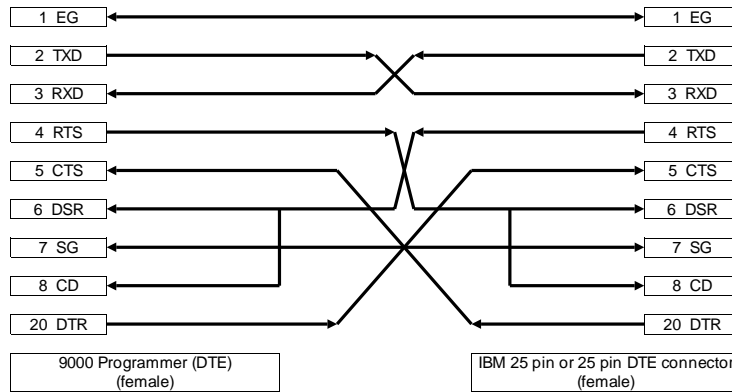 1 EG 1 EG
2 TXD 2 TXD
3 RXD 3 RXD
4 RTS 4 RTS
5 CTS 5 CTS
6 DSR 6 DSR
7 SG 7 SG
8 CD 8 CD
20 DTR 20 DTR
9000 Programmer (DTE)
(female)
IBM 25 pin or 25 pin DTE connector
(female)